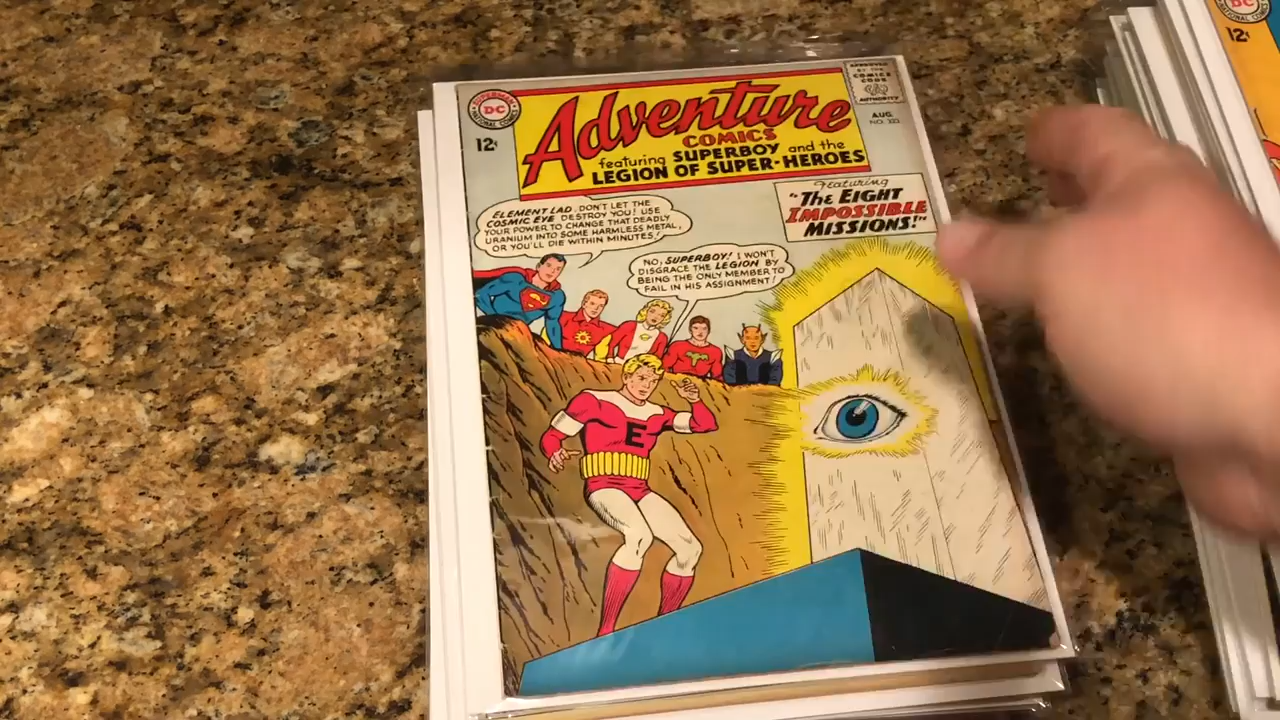 SUPERMAN
DC
NATIONAL COMICS
12¢
Adventure
COMICS
featuring SUPERBOY and the
LEGION OF SUPER-HEROES
APPROVED
BY THE
COMICS
CODE
AUTHORITY
AUG.
Featuring
"THE EIGHT
IMPOSSIBLE
MISSIONS!"
ELEMENT LAD, DON'T LET THE
COSMIC EYE DESTROY YOU! USE
YOUR POWER TO CHANGE THAT DEADLY
URANIUM INTO SOME HARMLESS METAL,
OR YOU'LL DIE WITHIN MINUTES!
NO, SUPERBOY! I WON'T
DISGRACE THE LEGION BY
BEING THE ONLY MEMBER TO
FAIL IN HIS ASSIGNMENT!
S
E
DC
NATIONAL COMICS
12¢